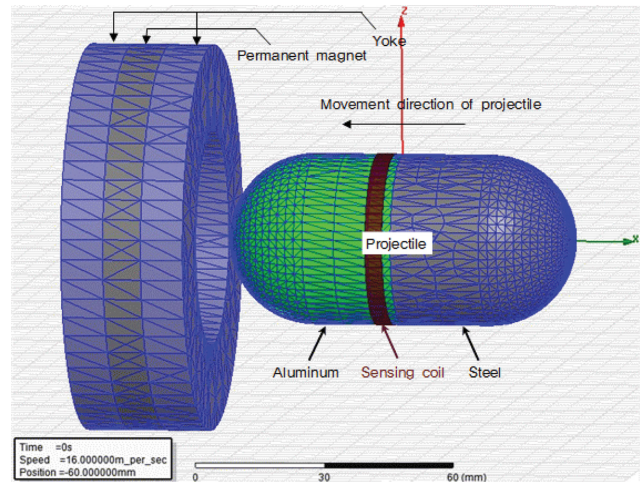 Yoke
Permanent magnet
z
Movement direction of projectile
Projectile
x
Aluminum
Sensing coil
Steel
Time =0s
Speed =16.000000m_per_sec
Position =-60.000000mm
0
30
60 (mm)